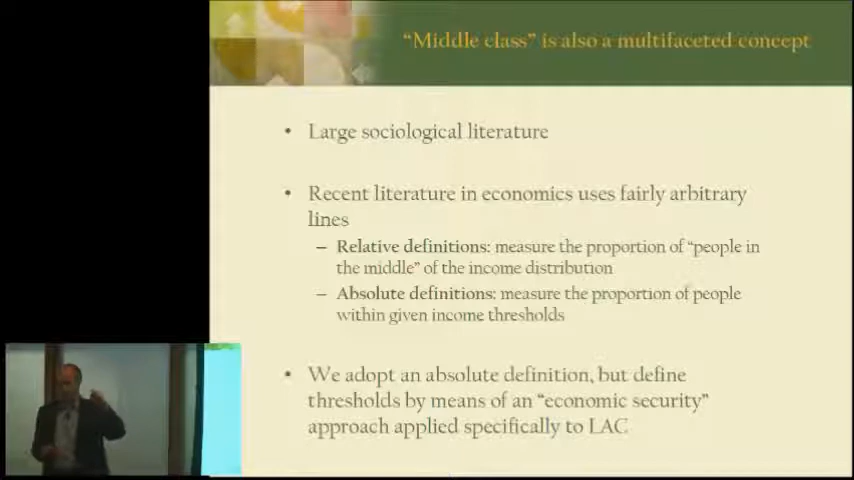 "Middle class" is also a multifaceted concept
• Large sociological literature
• Recent literature in economics uses fairly arbitrary
lines
– Relative definitions: measure the proportion of "people in
the middle" of the income distribution
– Absolute definitions: measure the proportion of people
within given income thresholds
• We adopt an absolute definition, but define
thresholds by means of an "economic security"
approach applied specifically to LAC